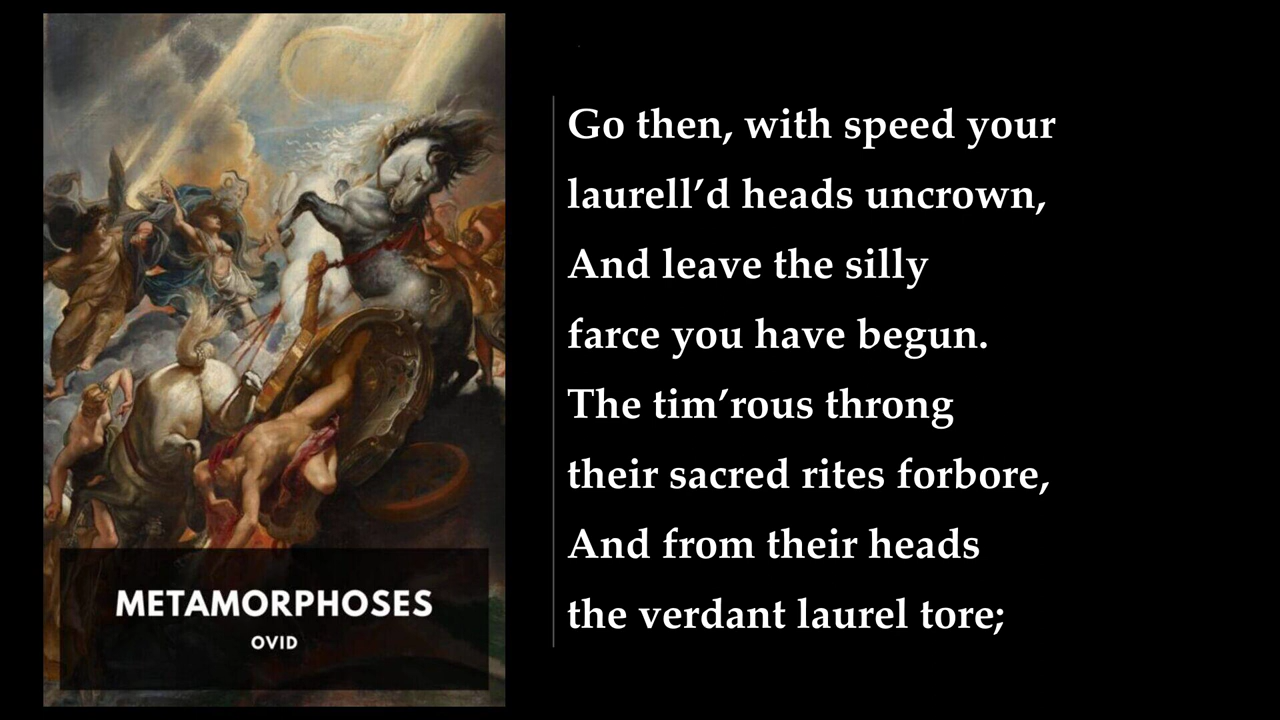 METAMORPHOSES
OVID
Go then, with speed your
laurell’d heads uncrown,
And leave the silly
farce you have begun.
The tim’rous throng
their sacred rites forbore,
And from their heads
the verdant laurel tore;